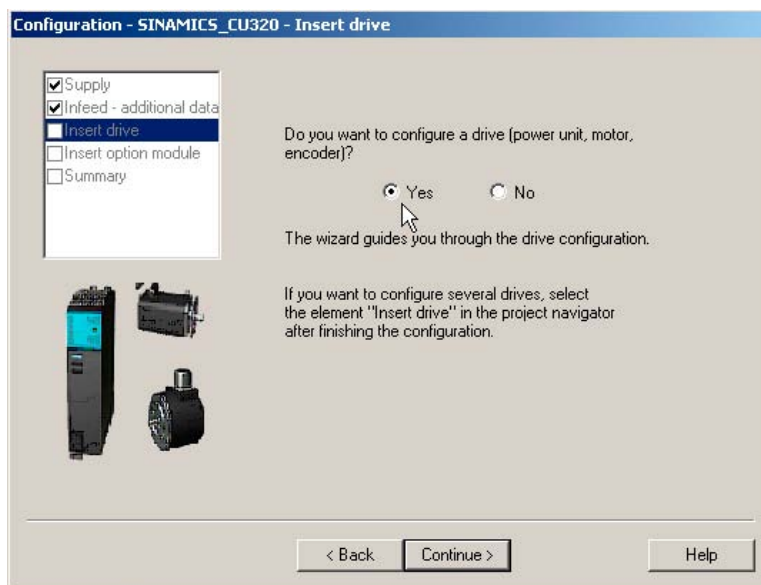 Configuration - SINAMICS_CU320 - Insert drive
Supply
Infeed - additional data
Insert drive
Insert option module
Summary
Do you want to configure a drive (power unit, motor,
encoder)?
Yes
No
The wizard guides you through the drive configuration.
If you want to configure several drives, select
the element "Insert drive" in the project navigator
after finishing the configuration.
< Back
Continue >
Help